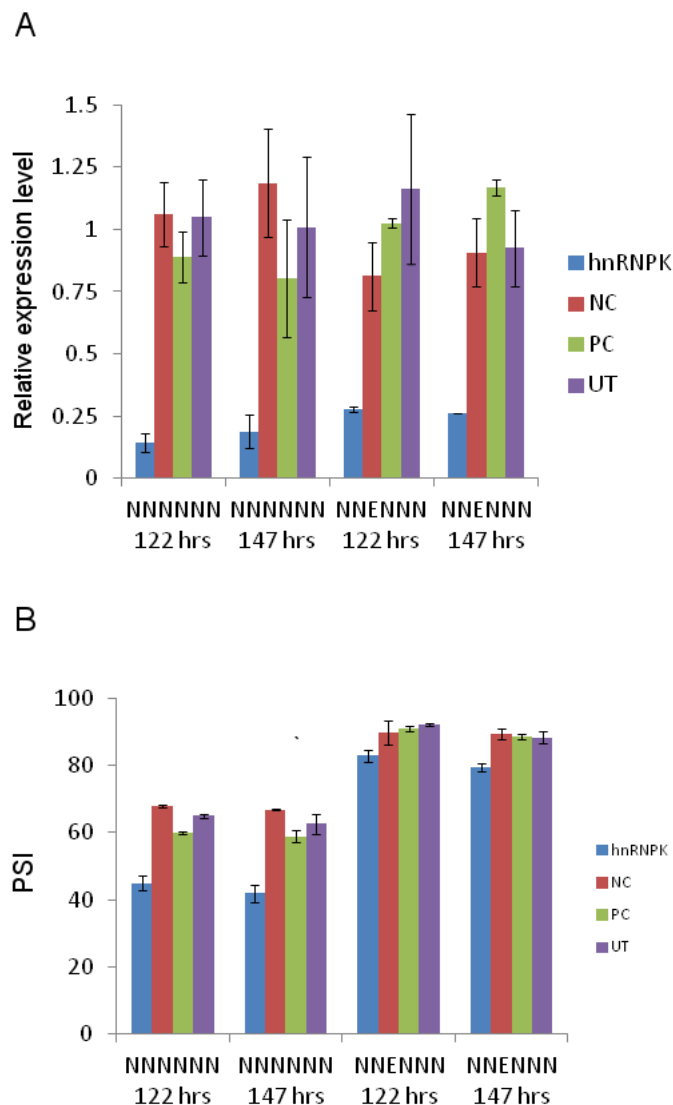 A
Relative expression level
1.5
1.25
1
0.75
0.5
0.25
0
NNNNNN NNNNNN NNENNN NNENNN
122 hrs 147 hrs 122 hrs 147 hrs
hnRNPK
NC
PC
UT
B
PSI
100
80
60
40
20
0
NNNNNN NNNNNN NNENNN NNENNN
122 hrs 147 hrs 122 hrs 147 hrs
hnRNPK
NC
PC
UT